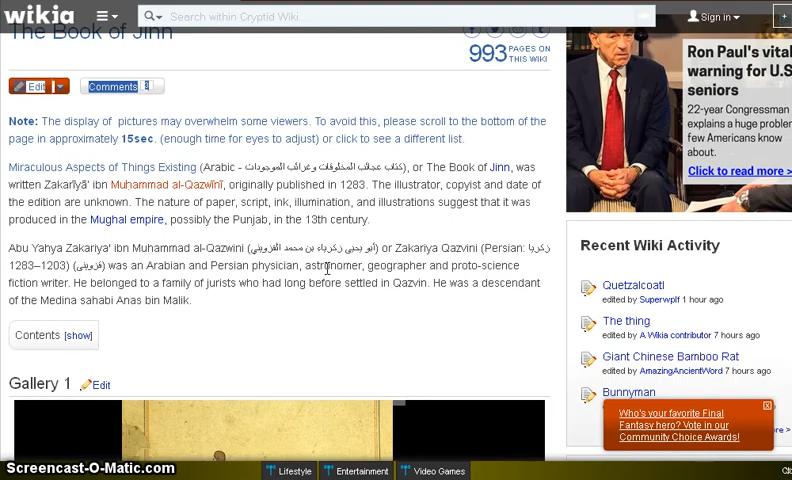 wikia
Search within Cryptid Wiki...
Sign in
The Book of Jinn
993 PAGES ON THIS WIKI
Edit
Comments 4
Note: The display of pictures may overwhelm some viewers. To avoid this, please scroll to the bottom of the
page in approximately 15sec. (enough time for eyes to adjust) or click to see a different list.
Miraculous Aspects of Things Existing (Arabic - كتاب عجائب المخلوقات وغرائب الموجودات), or The Book of Jinn, was
written Zakarīyā' ibn Muḥammad al-Qazwīnī, originally published in 1283. The illustrator, copyist and date of
the edition are unknown. The nature of paper, script, ink, illumination, and illustrations suggest that it was
produced in the Mughal empire, possibly the Punjab, in the 13th century.
Abu Yahya Zakariya' ibn Muhammad al-Qazwini (أبو يحيى زكرياء بن محمد القزويني) or Zakariya Qazvini (Persian: زكريا
قزوينى) (1203–1283) was an Arabian and Persian physician, astronomer, geographer and proto-science
fiction writer. He belonged to a family of jurists who had long before settled in Qazvin. He was a descendant
of the Medina sahabi Anas bin Malik.
Contents [show]
Gallery 1
Edit
Ron Paul's vital
warning for U.S
seniors
22-year Congressman
explains a huge problem
few Americans know
about.
Click to read more >
Recent Wiki Activity
Quetzalcoatl
edited by Superwplf 1 hour ago
The thing
edited by A Wikia contributor 7 hours ago
Giant Chinese Bamboo Rat
edited by AmazingAncientWord 7 hours ago
Bunnyman
Who's your favorite Final
Fantasy hero? Vote in our
Community Choice Awards!
Screencast-O-Matic.com
Lifestyle
Entertainment
Video Games